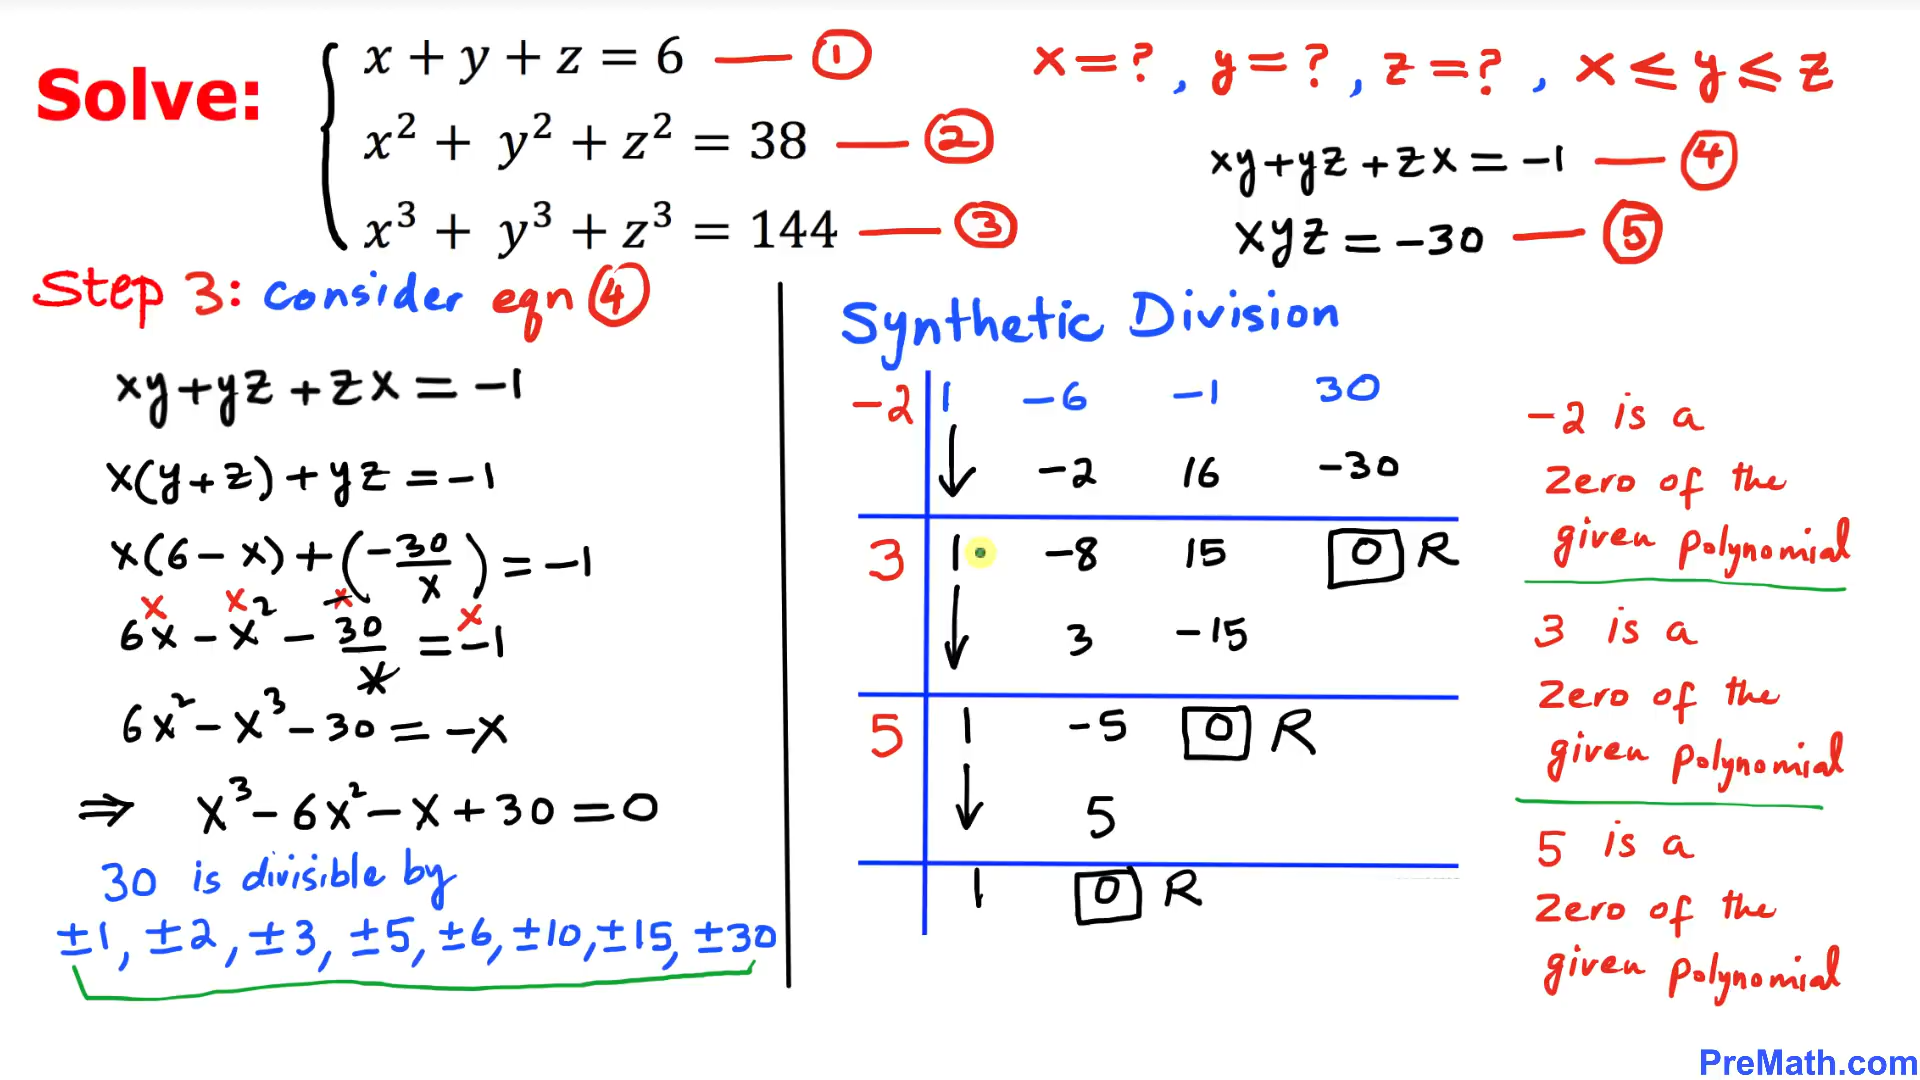 Solve:
x + y + z = 6 — ①
x² + y² + z² = 38 — ②
x³ + y³ + z³ = 144 — ③
x = ? , y = ? , z = ? , x ≤ y ≤ z
xy + yz + zx = -1 — ④
xyz = -30 — ⑤
Step 3: consider eqn ④
xy + yz + zx = -1
x(y+z) + yz = -1
x(6 - x) + (-30/x) = -1
x x x x
6x - x² - 30/x = -1
6x² - x³ - 30 = -x
⇒ x³ - 6x² - x + 30 = 0
30 is divisible by
±1, ±2, ±3, ±5, ±6, ±10, ±15, ±30
Synthetic Division
-2 1 -6 -1 30
-2 16 -30
3 1 -8 15 0 R
3 -15
5 1 -5 0 R
5
1 0 R
-2 is a
Zero of the
given polynomial
3 is a
Zero of the
given polynomial
5 is a
Zero of the
given polynomial
PreMath.com